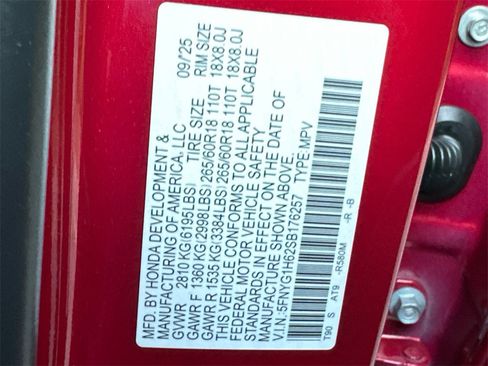 MFD. BY HONDA DEVELOPMENT &
MANUFACTURING OF AMERICA, LLC 09/25
GVWR 2810 KG(6195LBS) TIRE SIZE RIM SIZE
GAWR F 1360 KG(2998LBS)265/60R18 110T 18X8.0J
GAWR R 1535 KG(3384LBS)265/60R18 110T 18X8.0J
THIS VEHICLE CONFORMS TO ALL APPLICABLE
FEDERAL MOTOR VEHICLE SAFETY
STANDARDS IN EFFECT ON THE DATE OF
MANUFACTURE SHOWN ABOVE.
V.I.N.:5FNYG1H62SB176257 TYPE:MPV
T90 S AT9 -R580M -R -B